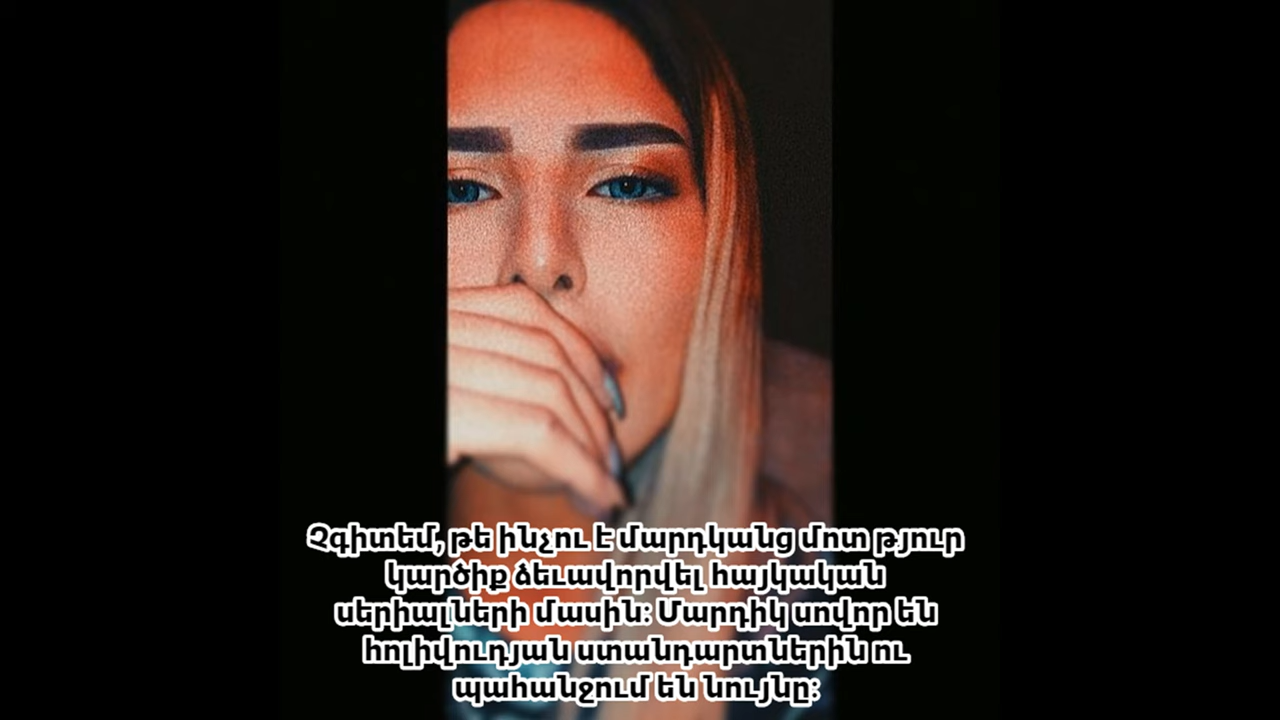 Չգիտեմ, թե ինչու է մարդկանց մոտ թյուր
կարծիք ձեւավորվել հայկական
սերիալների մասին: Մարդիկ սովոր են
հոլիվուդյան ստանդարտներին ու
պահանջում են նույնը: